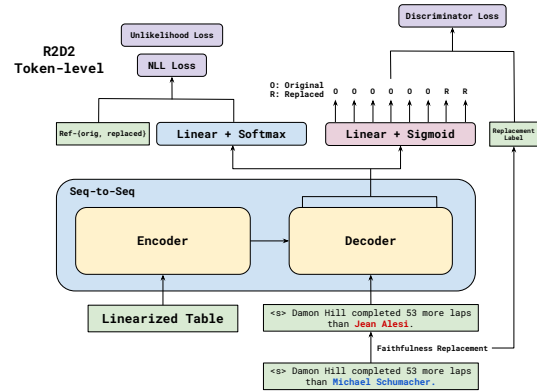 R2D2
Token-level
Unlikelihood Loss
NLL Loss
Discriminator Loss
O: Original
R: Replaced
O O O O O O R R
Ref-(orig, replaced)
Linear + Softmax
Linear + Sigmoid
Replacement
Label
Seq-to-Seq
Encoder
Decoder
Linearized Table
<s> Damon Hill completed 53 more laps
than Jean Alesi.
Faithfulness Replacement
<s> Damon Hill completed 53 more laps
than Michael Schumacher.